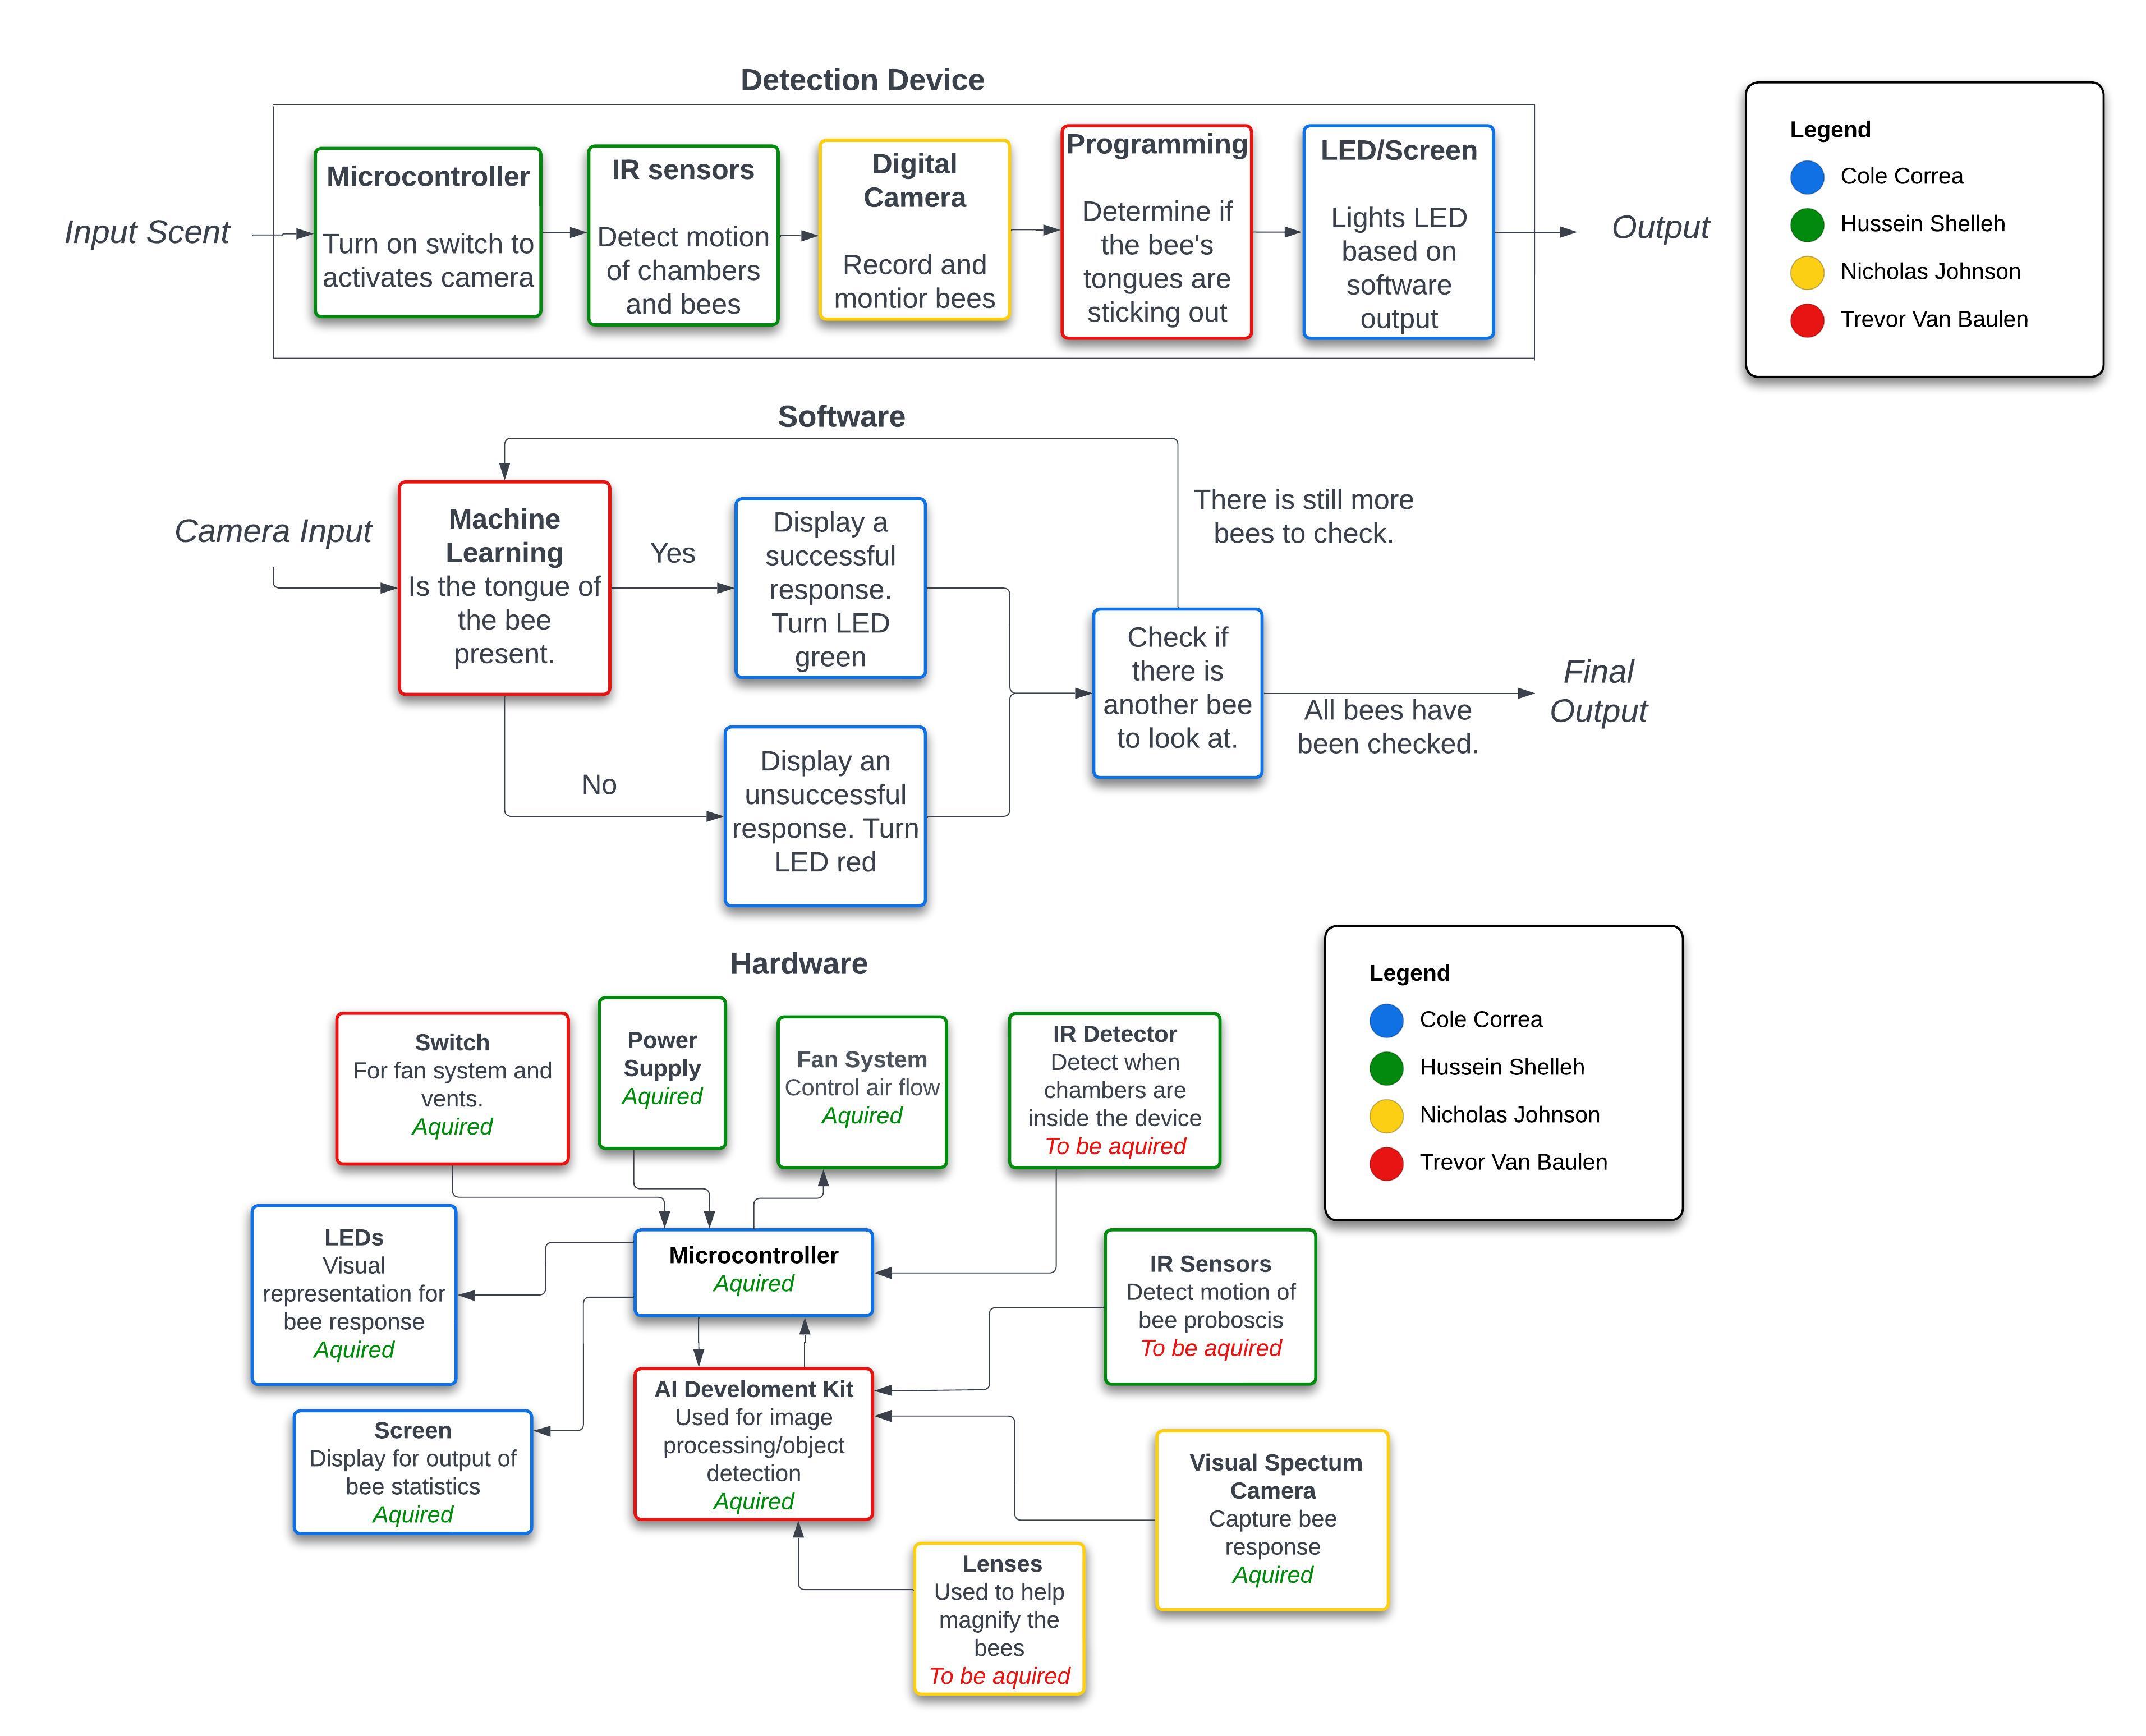 Detection Device
Input Scent
Microcontroller
Turn on switch to
activates camera
IR sensors
Detect motion
of chambers
and bees
Digital
Camera
Record and
montior bees
Programming
Determine if
the bee's
tongues are
sticking out
LED/Screen
Lights LED
based on
software
output
Output
Legend
Cole Correa
Hussein Shelleh
Nicholas Johnson
Trevor Van Baulen
Software
Camera Input
Machine
Learning
Is the tongue of
the bee
present.
Yes
Display a
successful
response.
Turn LED
green
No
Display an
unsuccessful
response. Turn
LED red
There is still more
bees to check.
Check if
there is
another bee
to look at.
All bees have
been checked.
Final
Output
Hardware
Legend
Cole Correa
Hussein Shelleh
Nicholas Johnson
Trevor Van Baulen
Switch
For fan system and
vents.
Aquired
Power
Supply
Aquired
Fan System
Control air flow
Aquired
IR Detector
Detect when
chambers are
inside the device
To be aquired
LEDs
Visual
representation for
bee response
Aquired
Microcontroller
Aquired
IR Sensors
Detect motion of
bee proboscis
To be aquired
Screen
Display for output of
bee statistics
Aquired
AI Develoment Kit
Used for image
processing/object
detection
Aquired
Visual Spectum
Camera
Capture bee
response
Aquired
Lenses
Used to help
magnify the
bees
To be aquired